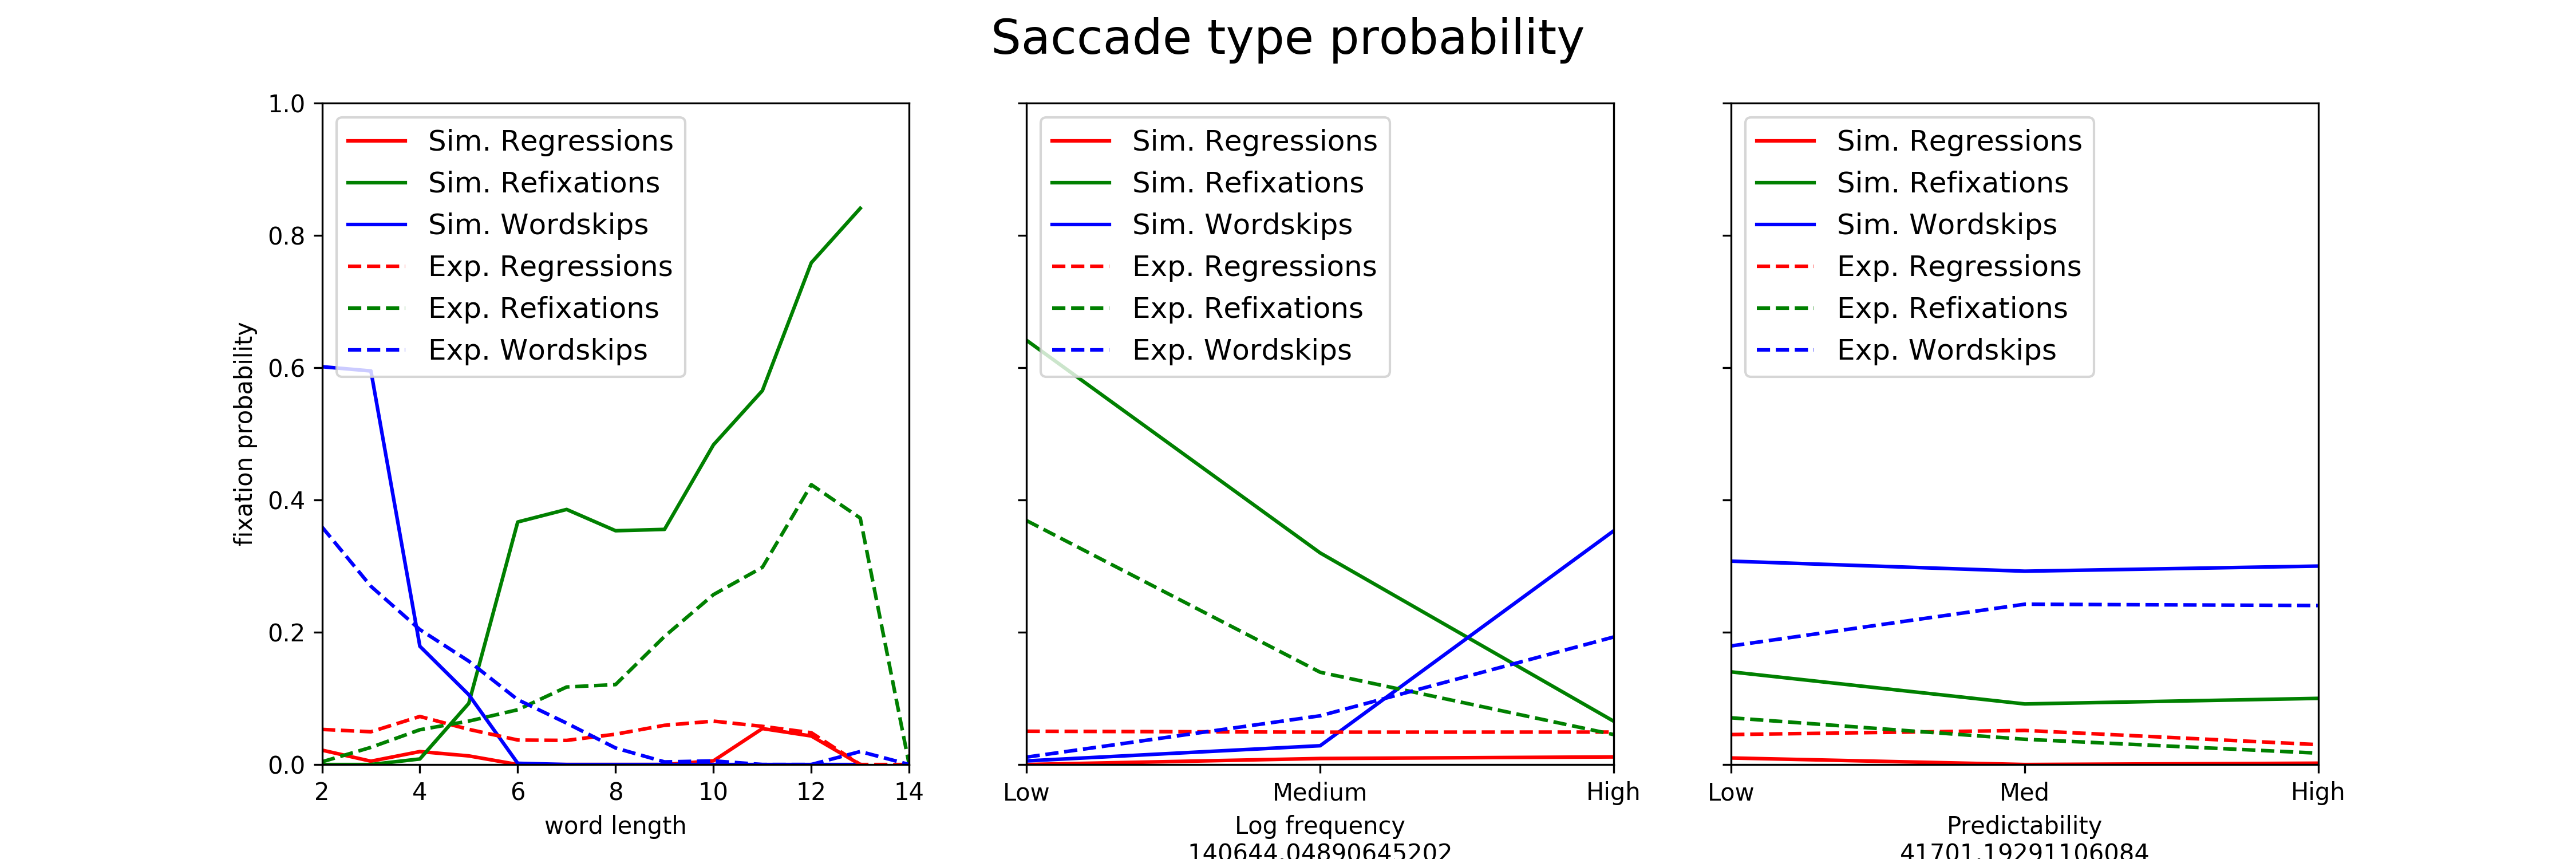 Saccade type probability
fixation probability
1.0
0.8
0.6
0.4
0.2
0.0
Sim. Regressions
Sim. Refixations
Sim. Wordskips
Exp. Regressions
Exp. Refixations
Exp. Wordskips
2 4 6 8 10 12 14
word length
Sim. Regressions
Sim. Refixations
Sim. Wordskips
Exp. Regressions
Exp. Refixations
Exp. Wordskips
Low Medium High
Log frequency
140644.04890645202
Sim. Regressions
Sim. Refixations
Sim. Wordskips
Exp. Regressions
Exp. Refixations
Exp. Wordskips
Low Med High
Predictability
41701.19291106084